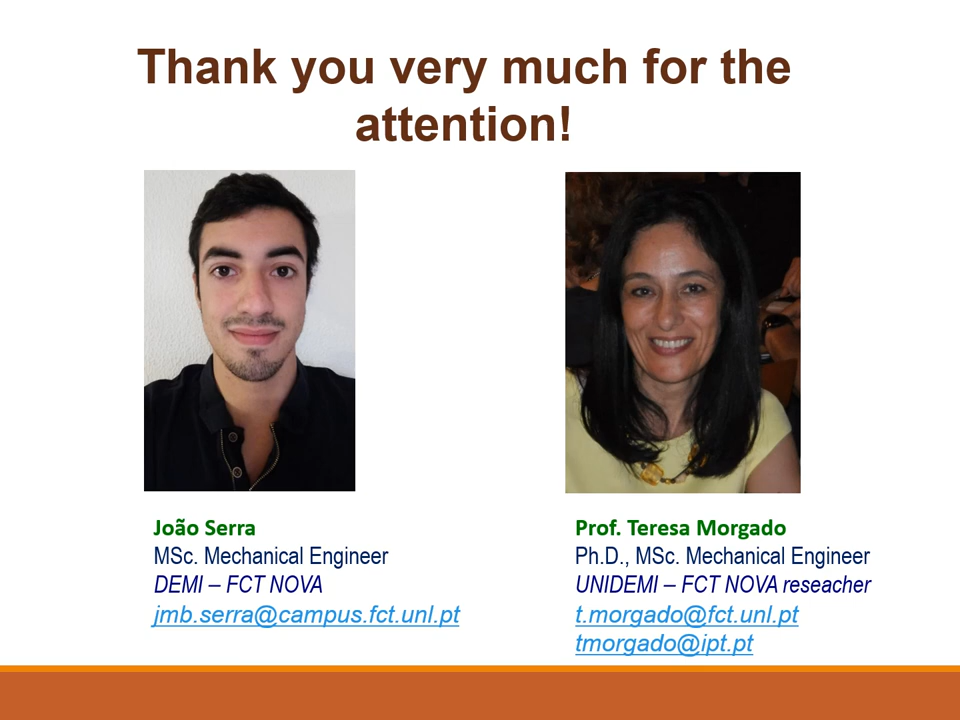 Thank you very much for the
attention!
João Serra
MSc. Mechanical Engineer
DEMI – FCT NOVA
jmb.serra@campus.fct.unl.pt
Prof. Teresa Morgado
Ph.D., MSc. Mechanical Engineer
UNIDEMI – FCT NOVA reseacher
t.morgado@fct.unl.pt
tmorgado@ipt.pt